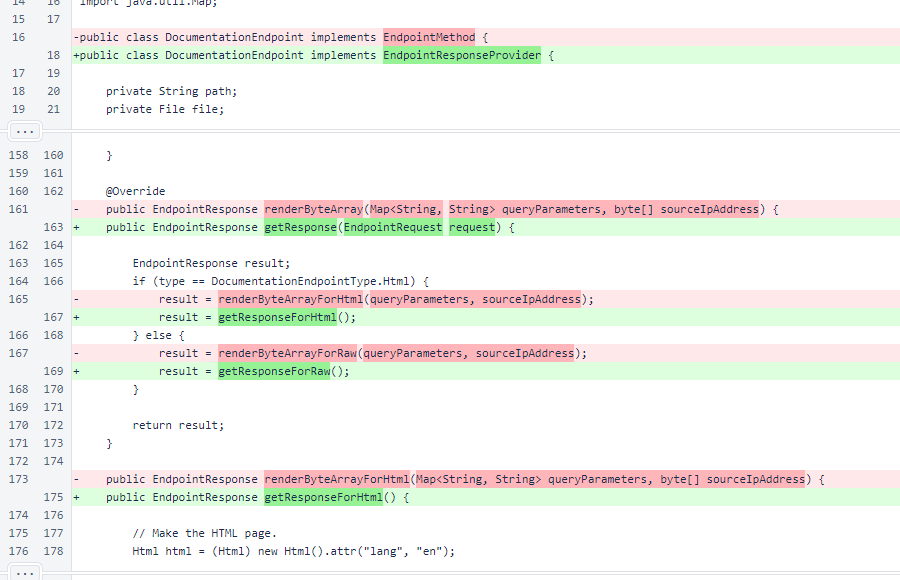 14 16 import java.util.Map;
15 17
16 -public class DocumentationEndpoint implements EndpointMethod {
18 +public class DocumentationEndpoint implements EndpointResponseProvider {
17 19
18 20 private String path;
19 21 private File file;
...
158 160 }
159 161
160 162 @Override
161 - public EndpointResponse renderByteArray(Map<String, String> queryParameters, byte[] sourceIpAddress) {
163 + public EndpointResponse getResponse(EndpointRequest request) {
162 164
163 165 EndpointResponse result;
164 166 if (type == DocumentationEndpointType.Html) {
165 - result = renderByteArrayForHtml(queryParameters, sourceIpAddress);
167 + result = getResponseForHtml();
166 168 } else {
167 - result = renderByteArrayForRaw(queryParameters, sourceIpAddress);
169 + result = getResponseForRaw();
168 170 }
169 171
170 172 return result;
171 173 }
172 174
173 - public EndpointResponse renderByteArrayForHtml(Map<String, String> queryParameters, byte[] sourceIpAddress) {
175 + public EndpointResponse getResponseForHtml() {
174 176
175 177 // Make the HTML page.
176 178 Html html = (Html) new Html().attr("lang", "en");
...